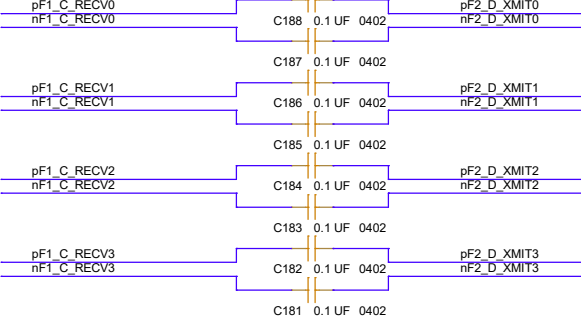 pF1_C_RECV0 pF2_D_XMIT0
nF1_C_RECV0 C188 0.1 UF 0402 nF2_D_XMIT0
C187 0.1 UF 0402
pF1_C_RECV1 pF2_D_XMIT1
nF1_C_RECV1 C186 0.1 UF 0402 nF2_D_XMIT1
C185 0.1 UF 0402
pF1_C_RECV2 pF2_D_XMIT2
nF1_C_RECV2 C184 0.1 UF 0402 nF2_D_XMIT2
C183 0.1 UF 0402
pF1_C_RECV3 pF2_D_XMIT3
nF1_C_RECV3 C182 0.1 UF 0402 nF2_D_XMIT3
C181 0.1 UF 0402